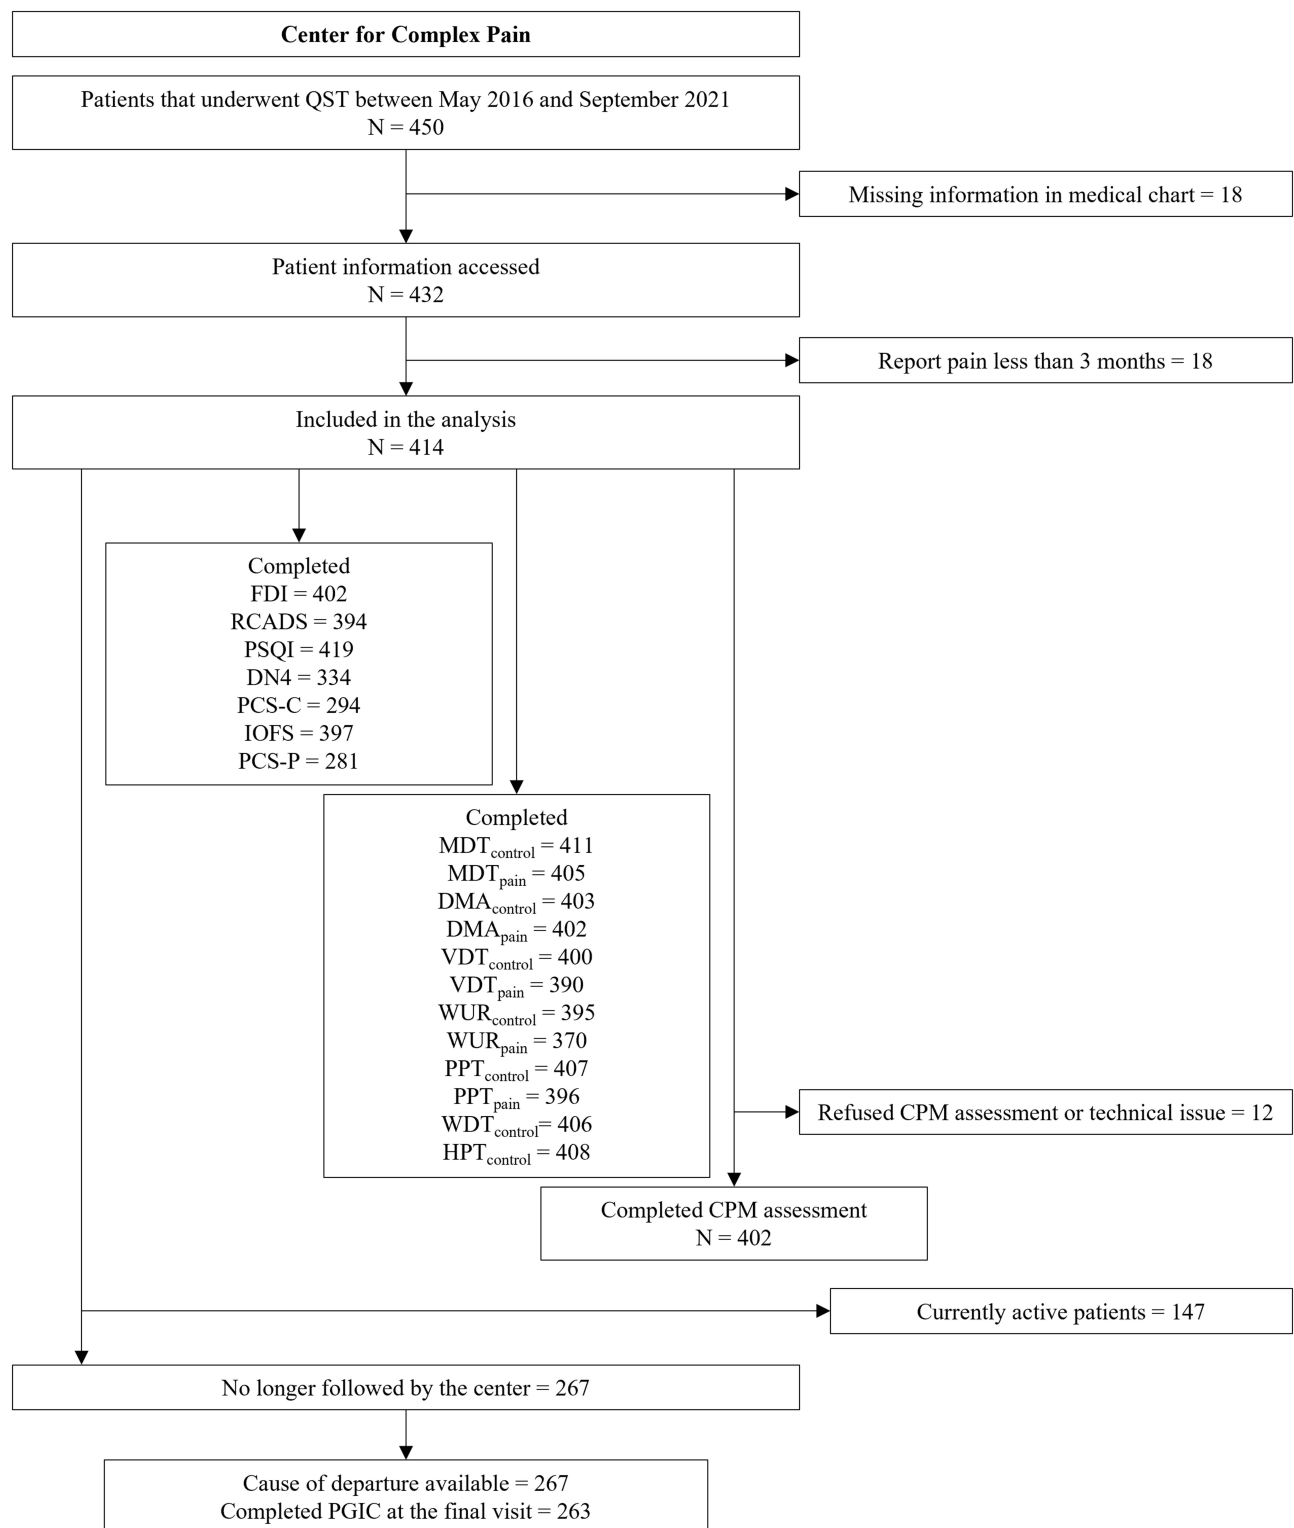 Center for Complex Pain
Patients that underwent QST between May 2016 and September 2021
N = 450
Missing information in medical chart = 18
Patient information accessed
N = 432
Report pain less than 3 months = 18
Included in the analysis
N = 414
Completed
FDI = 402
RCADS = 394
PSQI = 419
DN4 = 334
PCS-C = 294
IOFS = 397
PCS-P = 281
Completed
MDTcontrol = 411
MDTpain = 405
DMAcontrol = 403
DMApain = 402
VDTcontrol = 400
VDTpain = 390
WURcontrol = 395
WURpain = 370
PPTcontrol = 407
PPTpain = 396
WDTcontrol= 406
HPTcontrol = 408
Refused CPM assessment or technical issue = 12
Completed CPM assessment
N = 402
Currently active patients = 147
No longer followed by the center = 267
Cause of departure available = 267
Completed PGIC at the final visit = 263